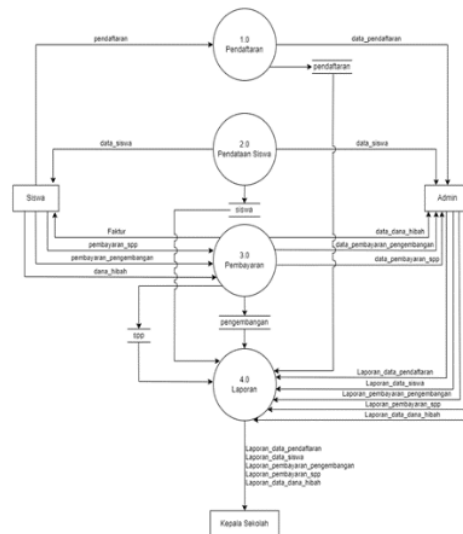 pendaftaran
1.0
Pendaftaran
data_pendaftaran
pendaftaran
data_siswa
2.0
Pendataan Siswa
data_siswa
Siswa
Admin
siswa
Faktur
pembayaran_spp
pembayaran_pengembangan
dana_hibah
3.0
Pembayaran
data_dana_hibah
data_pembayaran_pengembangan
data_pembayaran_spp
spp
pengembangan
4.0
Laporan
Laporan_data_pendaftaran
Laporan_data_siswa
Laporan_pembayaran_pengembangan
Laporan_pembayaran_spp
Laporan_data_dana_hibah
Laporan_data_pendaftaran
Laporan_data_siswa
Laporan_pembayaran_pengembangan
Laporan_pembayaran_spp
Laporan_data_dana_hibah
Kepala Sekolah